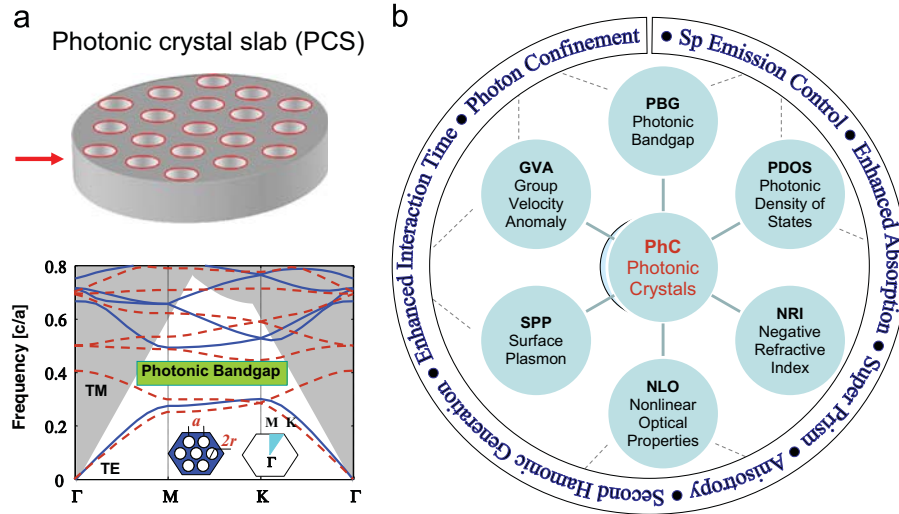 a
Photonic crystal slab (PCS)
0.8
0.6
0.4
0.2
0
Frequency [c/a]
Photonic Bandgap
TM
TE
a
2r
M K
Γ
Γ
M
K
Γ
b
Enhanced Interaction Time • Photon Confinement
• Sp Emission Control • Enhanced Absorption • Super Prism • Anisotropy • Second Hamonic Generation •
PBG
Photonic
Bandgap
GVA
Group
Velocity
Anomaly
PDOS
Photonic
Density of
States
PhC
Photonic
Crystals
SPP
Surface
Plasmon
NRI
Negative
Refractive
Index
NLO
Nonlinear
Optical
Properties